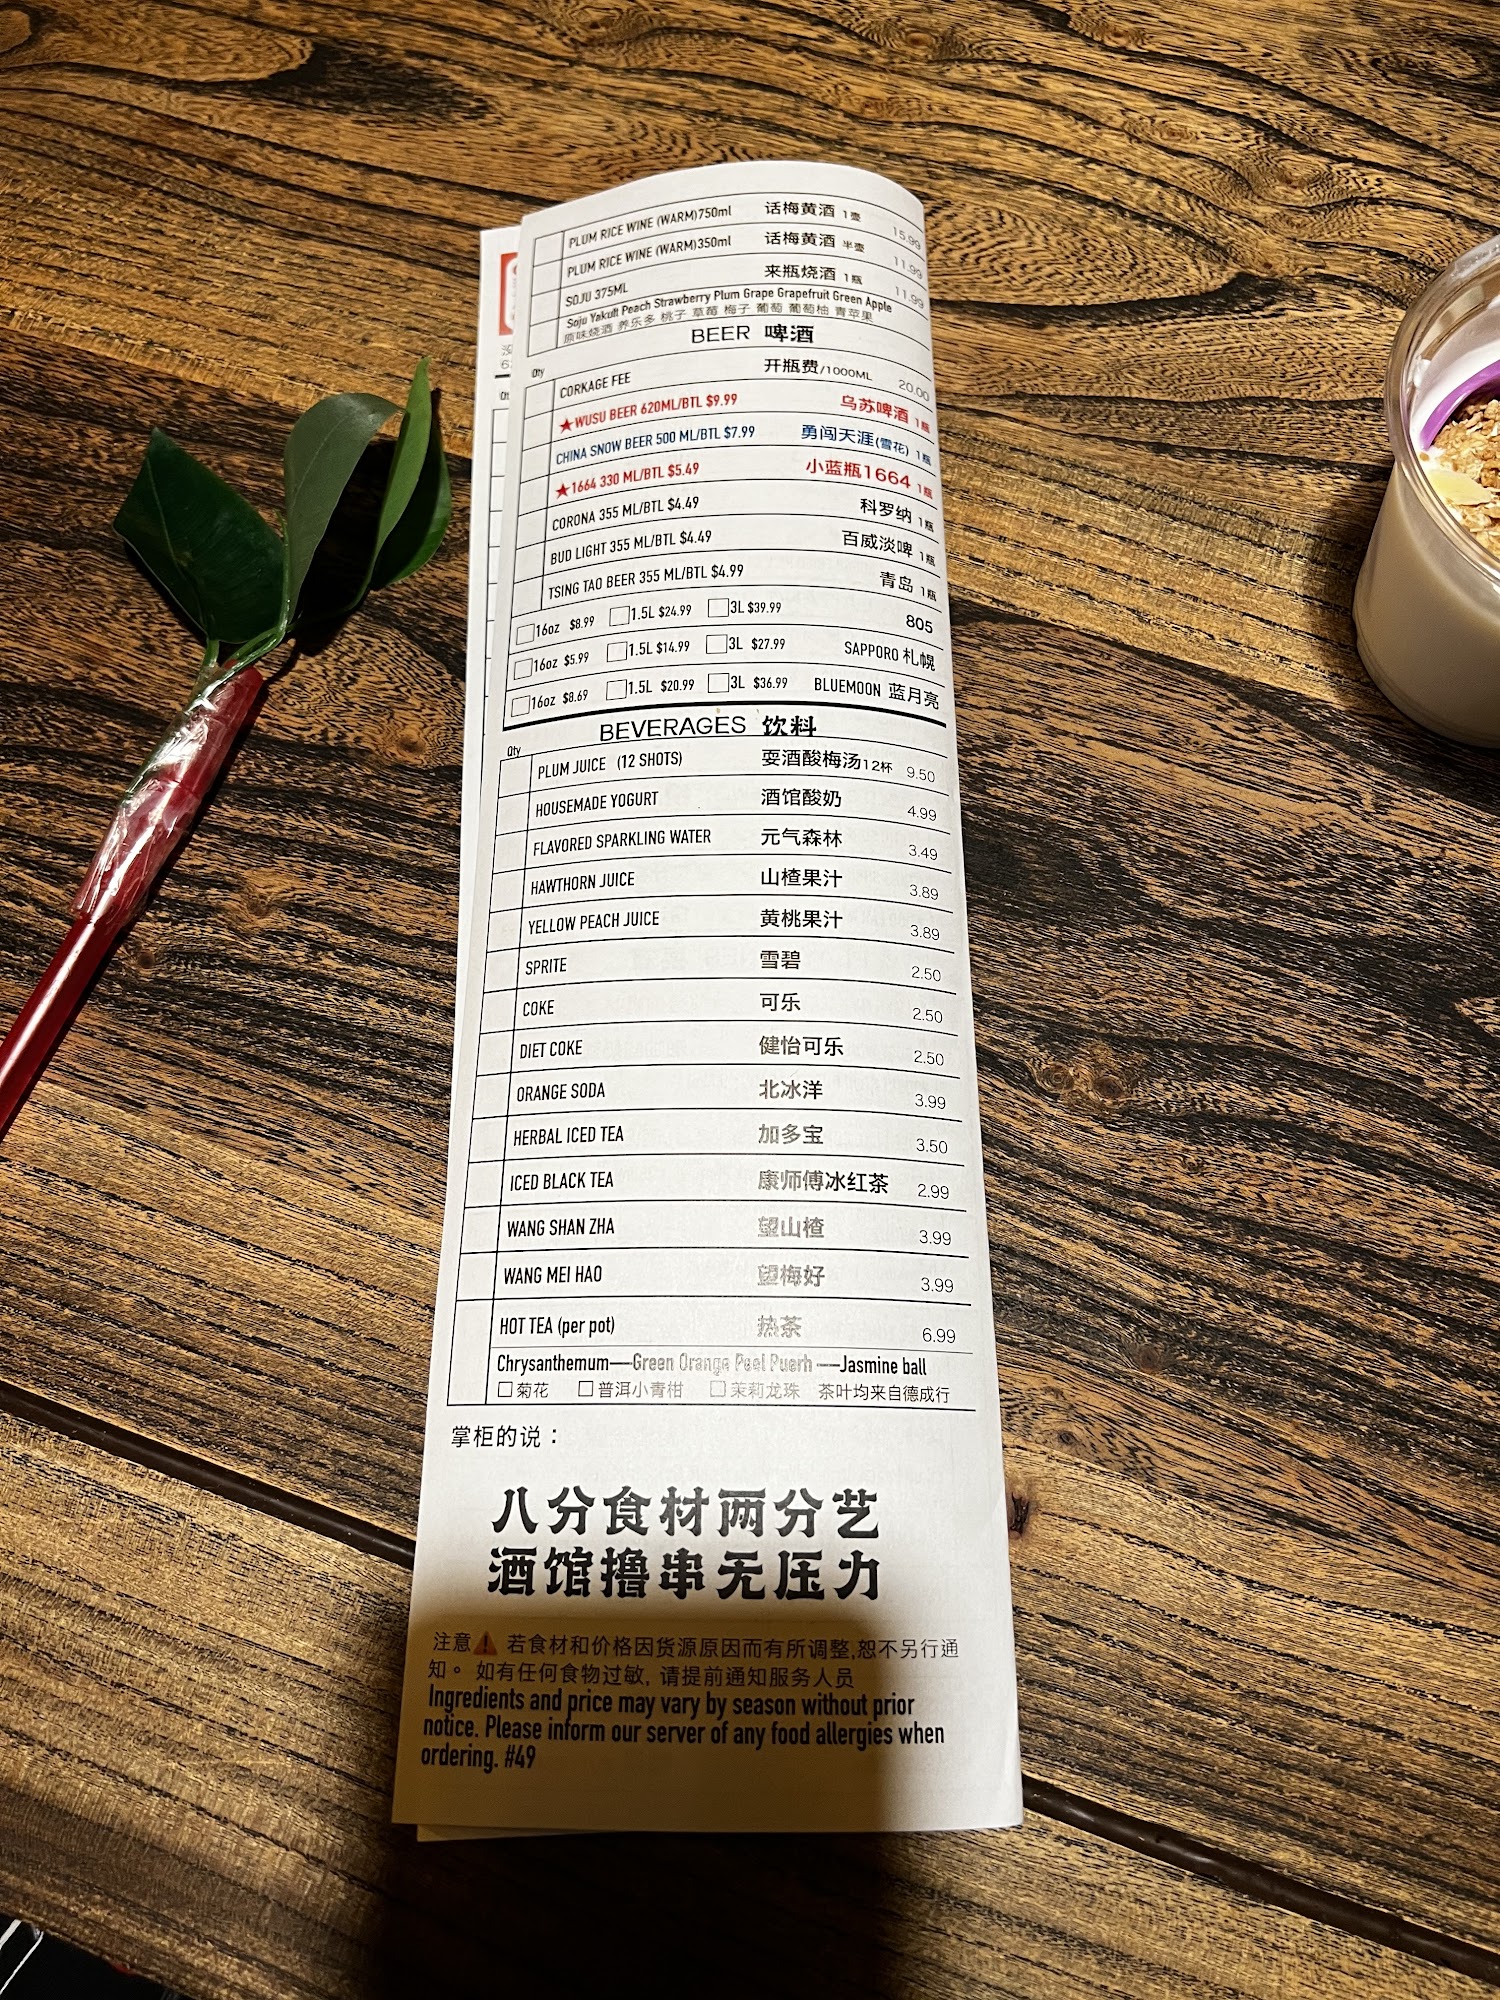 PLUM RICE WINE (WARM)750ml 话梅黄酒 1壶 15.99
PLUM RICE WINE (WARM)350ml 话梅黄酒 半壶 11.99
SOJU 375ML 来瓶烧酒 1瓶 11.99
Soju Yakult Peach Strawberry Plum Grape Grapefruit Green Apple
原味烧酒 养乐多 桃子 草莓 梅子 葡萄 葡萄柚 青苹果
Qty BEER 啤酒
CORKAGE FEE 开瓶费/1000ML 20.00
★WUSU BEER 620ML/BTL $9.99 乌苏啤酒 1瓶
CHINA SNOW BEER 500 ML/BTL $7.99 勇闯天涯(雪花) 1瓶
★1664 330 ML/BTL $5.49 小蓝瓶1664 1瓶
CORONA 355 ML/BTL $4.49 科罗纳 1瓶
BUD LIGHT 355 ML/BTL $4.49 百威淡啤 1瓶
TSING TAO BEER 355 ML/BTL $4.99 青岛 1瓶
□16oz $8.99 □1.5L $24.99 □3L $39.99 805
□16oz $5.99 □1.5L $14.99 □3L $27.99 SAPPORO 札幌
□16oz $8.69 □1.5L $20.99 □3L $36.99 BLUEMOON 蓝月亮
Qty BEVERAGES 饮料
PLUM JUICE (12 SHOTS) 耍酒酸梅汤12杯 9.50
HOUSEMADE YOGURT 酒馆酸奶 4.99
FLAVORED SPARKLING WATER 元气森林 3.49
HAWTHORN JUICE 山楂果汁 3.89
YELLOW PEACH JUICE 黄桃果汁 3.89
SPRITE 雪碧 2.50
COKE 可乐 2.50
DIET COKE 健怡可乐 2.50
ORANGE SODA 北冰洋 3.99
HERBAL ICED TEA 加多宝 3.50
ICED BLACK TEA 康师傅冰红茶 2.99
WANG SHAN ZHA 望山楂 3.99
WANG MEI HAO 望梅好 3.99
HOT TEA (per pot) 热茶 6.99
Chrysanthemum—Green Orange Peel Puerh —Jasmine ball
□菊花 □普洱小青柑 □茉莉龙珠 茶叶均来自德成行
掌柜的说：
八分食材两分艺
酒馆撸串无压力
注意⚠ 若食材和价格因货源原因而有所调整,恕不另行通
知。 如有任何食物过敏, 请提前通知服务人员
Ingredients and price may vary by season without prior
notice. Please inform our server of any food allergies when
ordering. #49